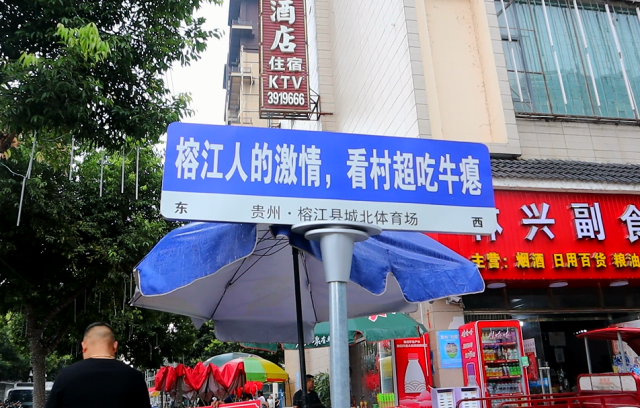 酒店
住宿
KTV
3919666
榕江人的激情，看村超吃牛瘪
东 贵州·榕江县城北体育场 西
林兴副食
主营：烟酒 日用百货 粮油